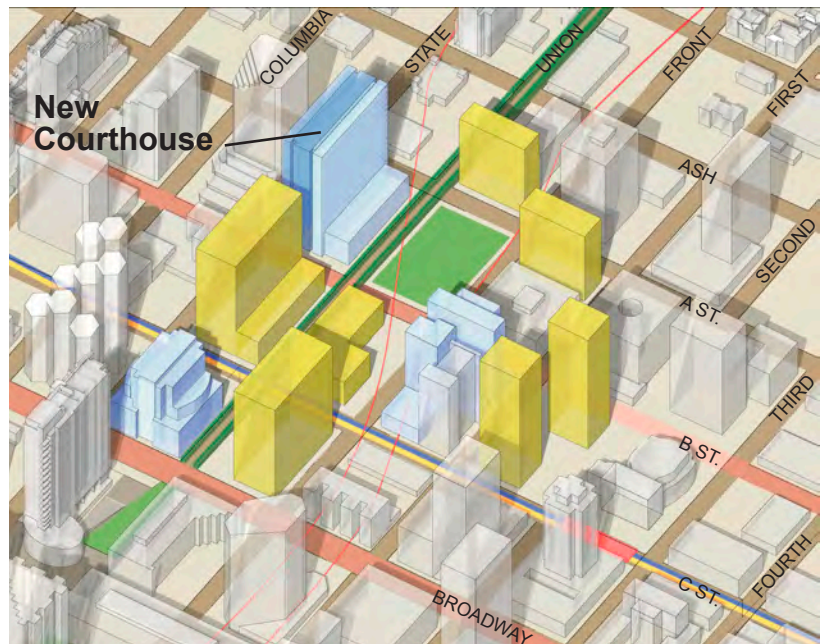 COLUMBIA
STATE
UNION
FRONT
FIRST
New
Courthouse
ASH
SECOND
A ST.
THIRD
B ST.
C ST.
FOURTH
BROADWAY